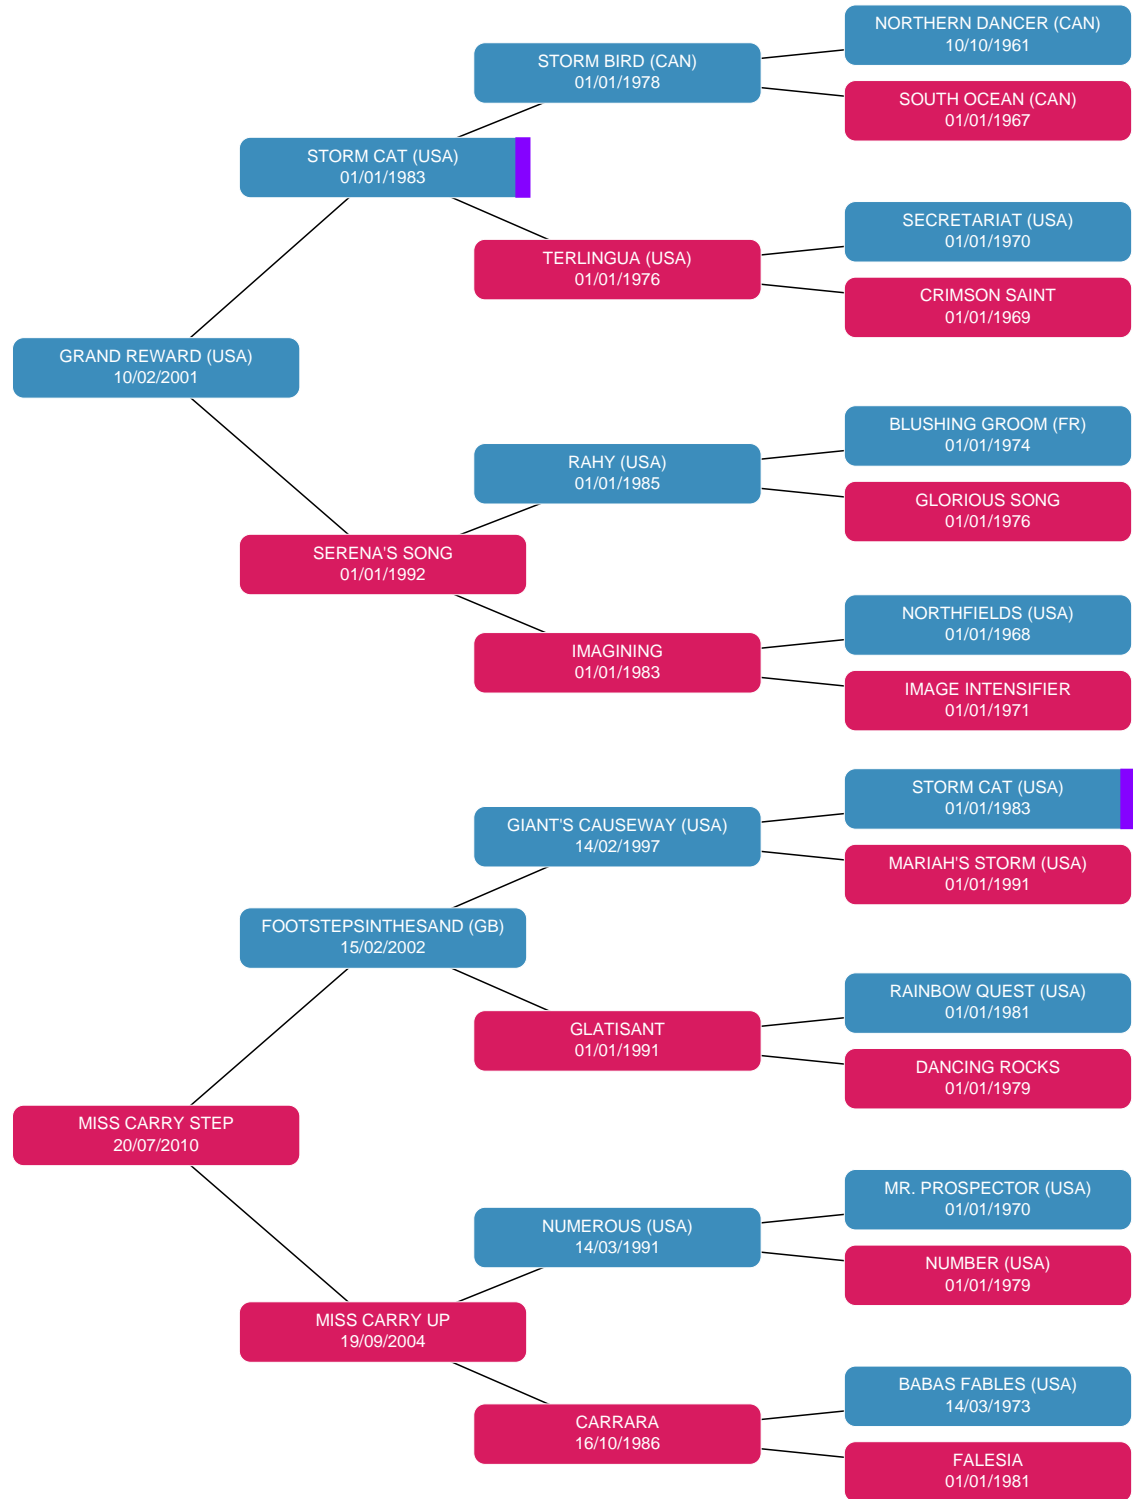 NORTHERN DANCER (CAN)
10/10/1961
STORM BIRD (CAN)
01/01/1978
SOUTH OCEAN (CAN)
01/01/1967
STORM CAT (USA)
01/01/1983
SECRETARIAT (USA)
01/01/1970
TERLINGUA (USA)
01/01/1976
CRIMSON SAINT
01/01/1969
GRAND REWARD (USA)
10/02/2001
BLUSHING GROOM (FR)
01/01/1974
RAHY (USA)
01/01/1985
GLORIOUS SONG
01/01/1976
SERENA'S SONG
01/01/1992
NORTHFIELDS (USA)
01/01/1968
IMAGINING
01/01/1983
IMAGE INTENSIFIER
01/01/1971
STORM CAT (USA)
01/01/1983
GIANT'S CAUSEWAY (USA)
14/02/1997
MARIAH'S STORM (USA)
01/01/1991
FOOTSTEPSINTHESAND (GB)
15/02/2002
RAINBOW QUEST (USA)
01/01/1981
GLATISANT
01/01/1991
DANCING ROCKS
01/01/1979
MISS CARRY STEP
20/07/2010
MR. PROSPECTOR (USA)
01/01/1970
NUMEROUS (USA)
14/03/1991
NUMBER (USA)
01/01/1979
MISS CARRY UP
19/09/2004
BABAS FABLES (USA)
14/03/1973
CARRARA
16/10/1986
FALESIA
01/01/1981